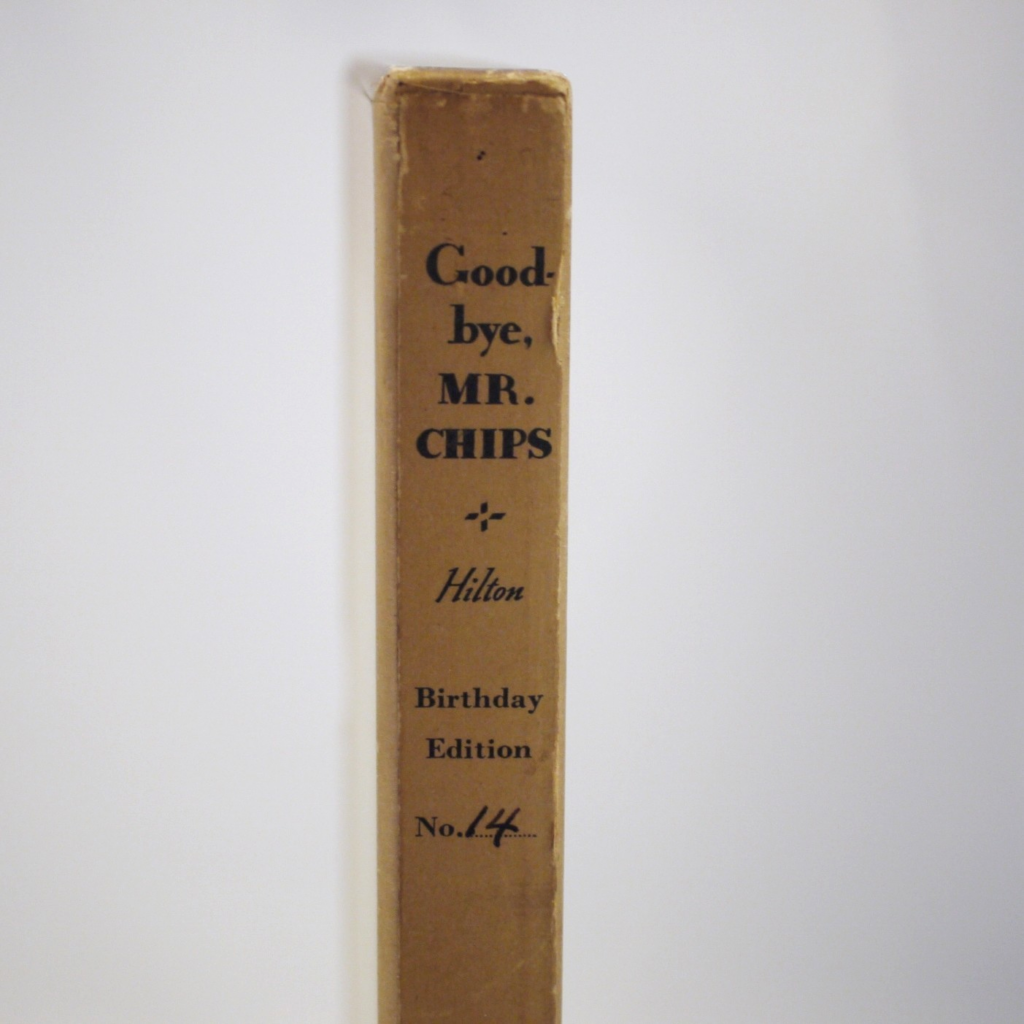 Good-
bye,
MR.
CHIPS
Hilton
Birthday
Edition
No. 14